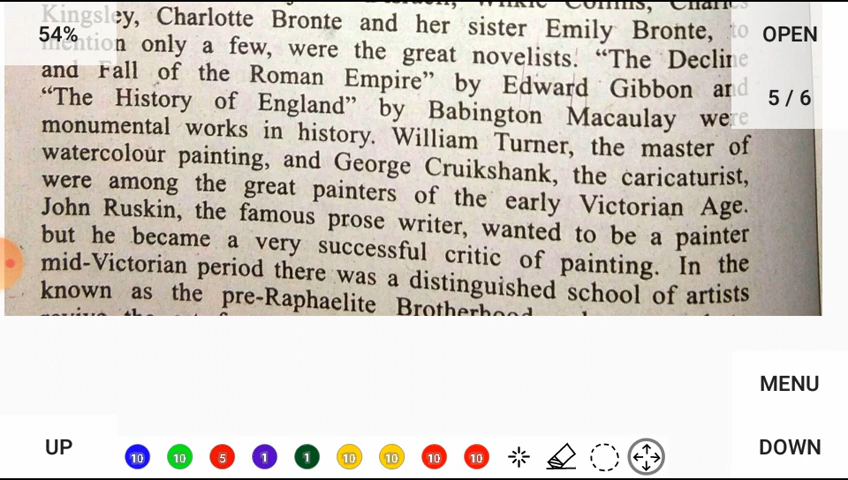 Kingsley, Charlotte Bronte and her sister Emily Bronte, to
mention only a few, were the great novelists. “The Decline
and Fall of the Roman Empire” by Edward Gibbon and
“The History of England” by Babington Macaulay were
monumental works in history. William Turner, the master of
watercolour painting, and George Cruikshank, the caricaturist,
were among the great painters of the early Victorian Age.
John Ruskin, the famous prose writer, wanted to be a painter
but he became a very successful critic of painting. In the
mid-Victorian period there was a distinguished school of artists
known as the pre-Raphaelite Brotherhood
54%
OPEN
5 / 6
MENU
UP
10 10 5 1 1 10 10 10 10
DOWN